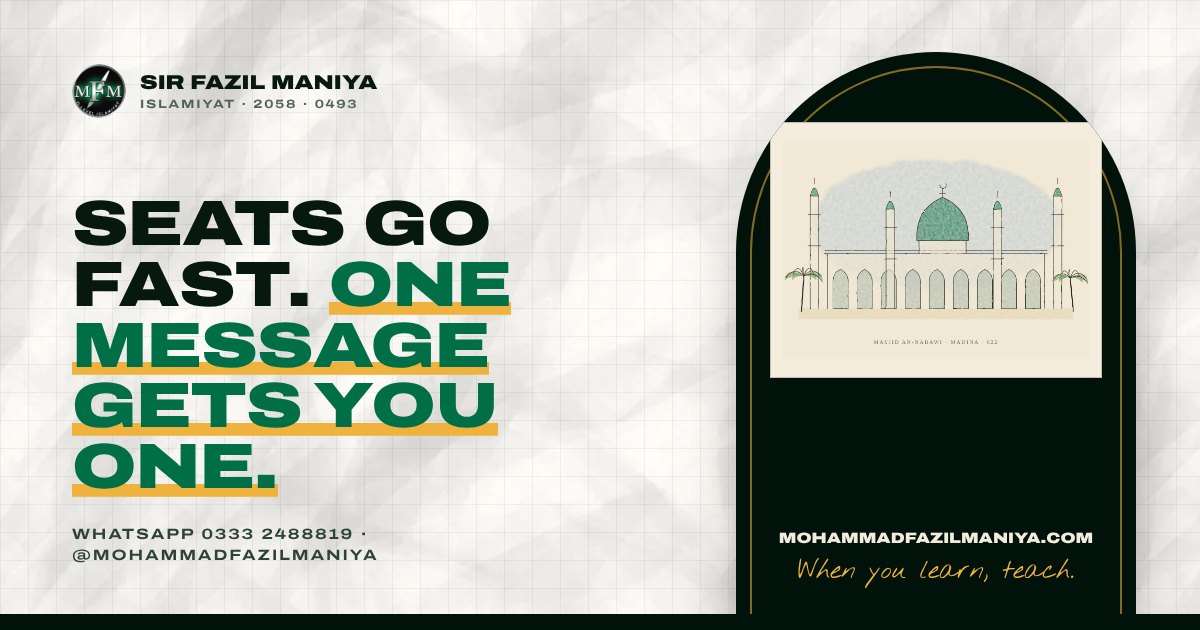 MFM
SIR FAZIL MANIYA
ISLAMIYAT · 2058 · 0493
SEATS GO
FAST. ONE
MESSAGE
GETS YOU
ONE.
WHATSAPP 0333 2488819 ·
@MOHAMMADFAZILMANIYA
MASJID AN-NABAWI · MADINA · 622
MOHAMMADFAZILMANIYA.COM
When you learn, teach.